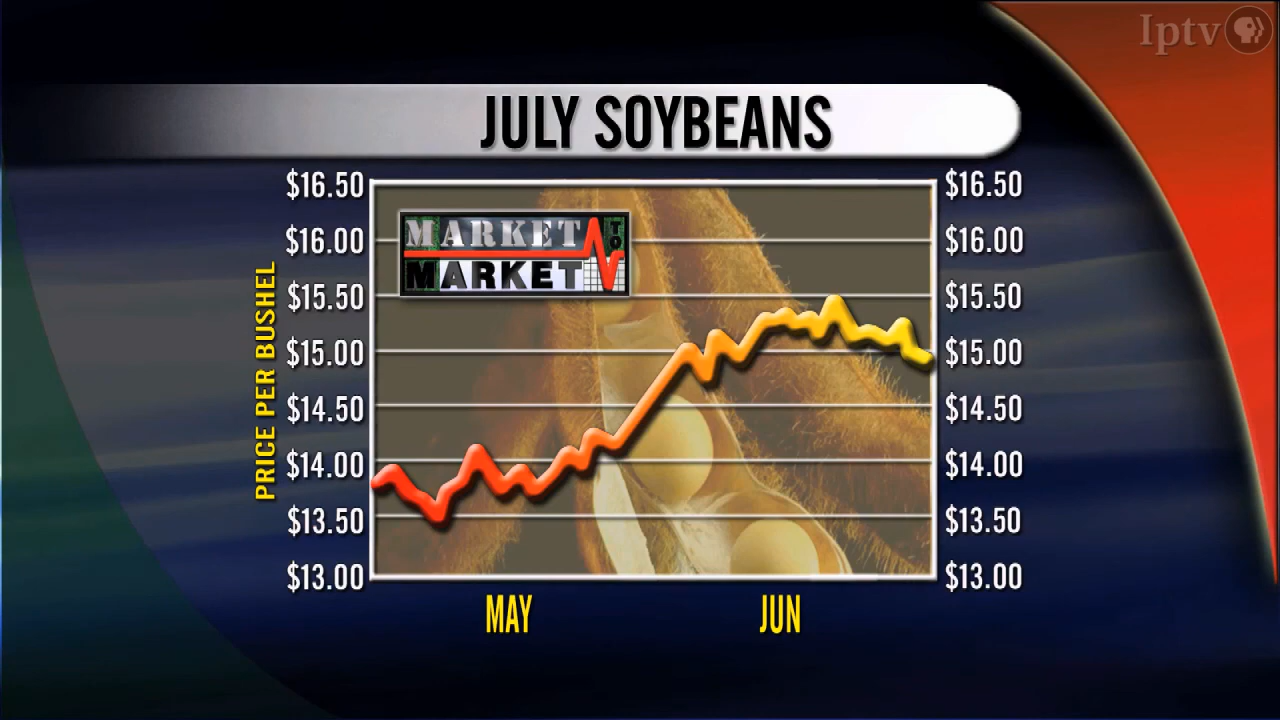 Iptv
JULY SOYBEANS
$16.50 $16.50
MARKET TO
MARKET
$16.00 $16.00
$15.50 $15.50
$15.00 $15.00
$14.50 $14.50
$14.00 $14.00
$13.50 $13.50
$13.00 $13.00
PRICE PER BUSHEL
MAY JUN